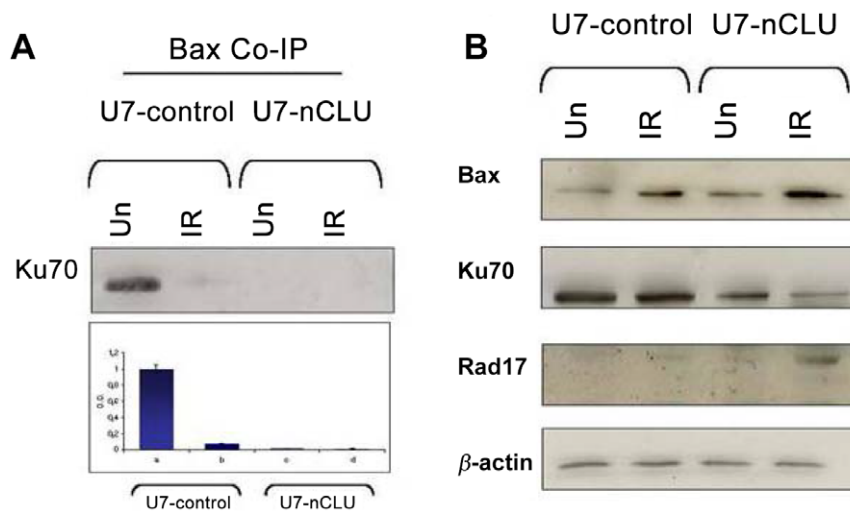 A
Bax Co-IP
U7-control U7-nCLU
Un IR Un IR
Ku70
1,2
1
0,8
0,6
0,4
0,2
0
O.D.
a b c d
U7-control U7-nCLU
B
U7-control U7-nCLU
Un IR Un IR
Bax
Ku70
Rad17
β-actin